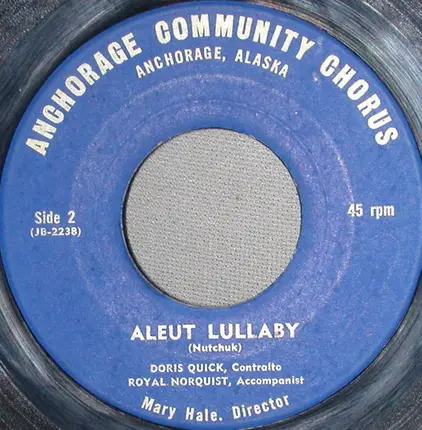 ANCHORAGE COMMUNITY CHORUS
ANCHORAGE, ALASKA
Side 2
(JB-2238)
45 rpm
ALEUT LULLABY
(Nutchuk)
DORIS QUICK, Contralto
ROYAL NORQUIST, Accompanist
Mary Hale. Director